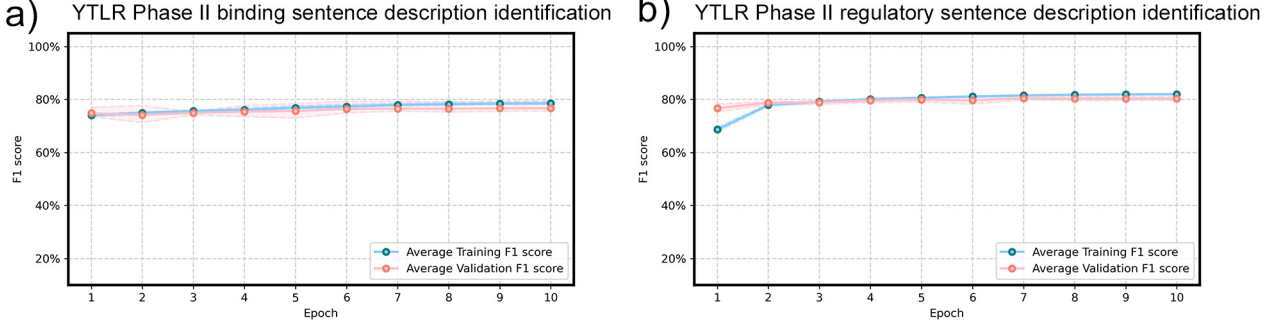 a)
YTLR Phase II binding sentence description identification
100%
80%
60%
40%
20%
F1 score
1 2 3 4 5 6 7 8 9 10
Epoch
Average Training F1 score
Average Validation F1 score
b)
YTLR Phase II regulatory sentence description identification
100%
80%
60%
40%
20%
F1 score
1 2 3 4 5 6 7 8 9 10
Epoch
Average Training F1 score
Average Validation F1 score